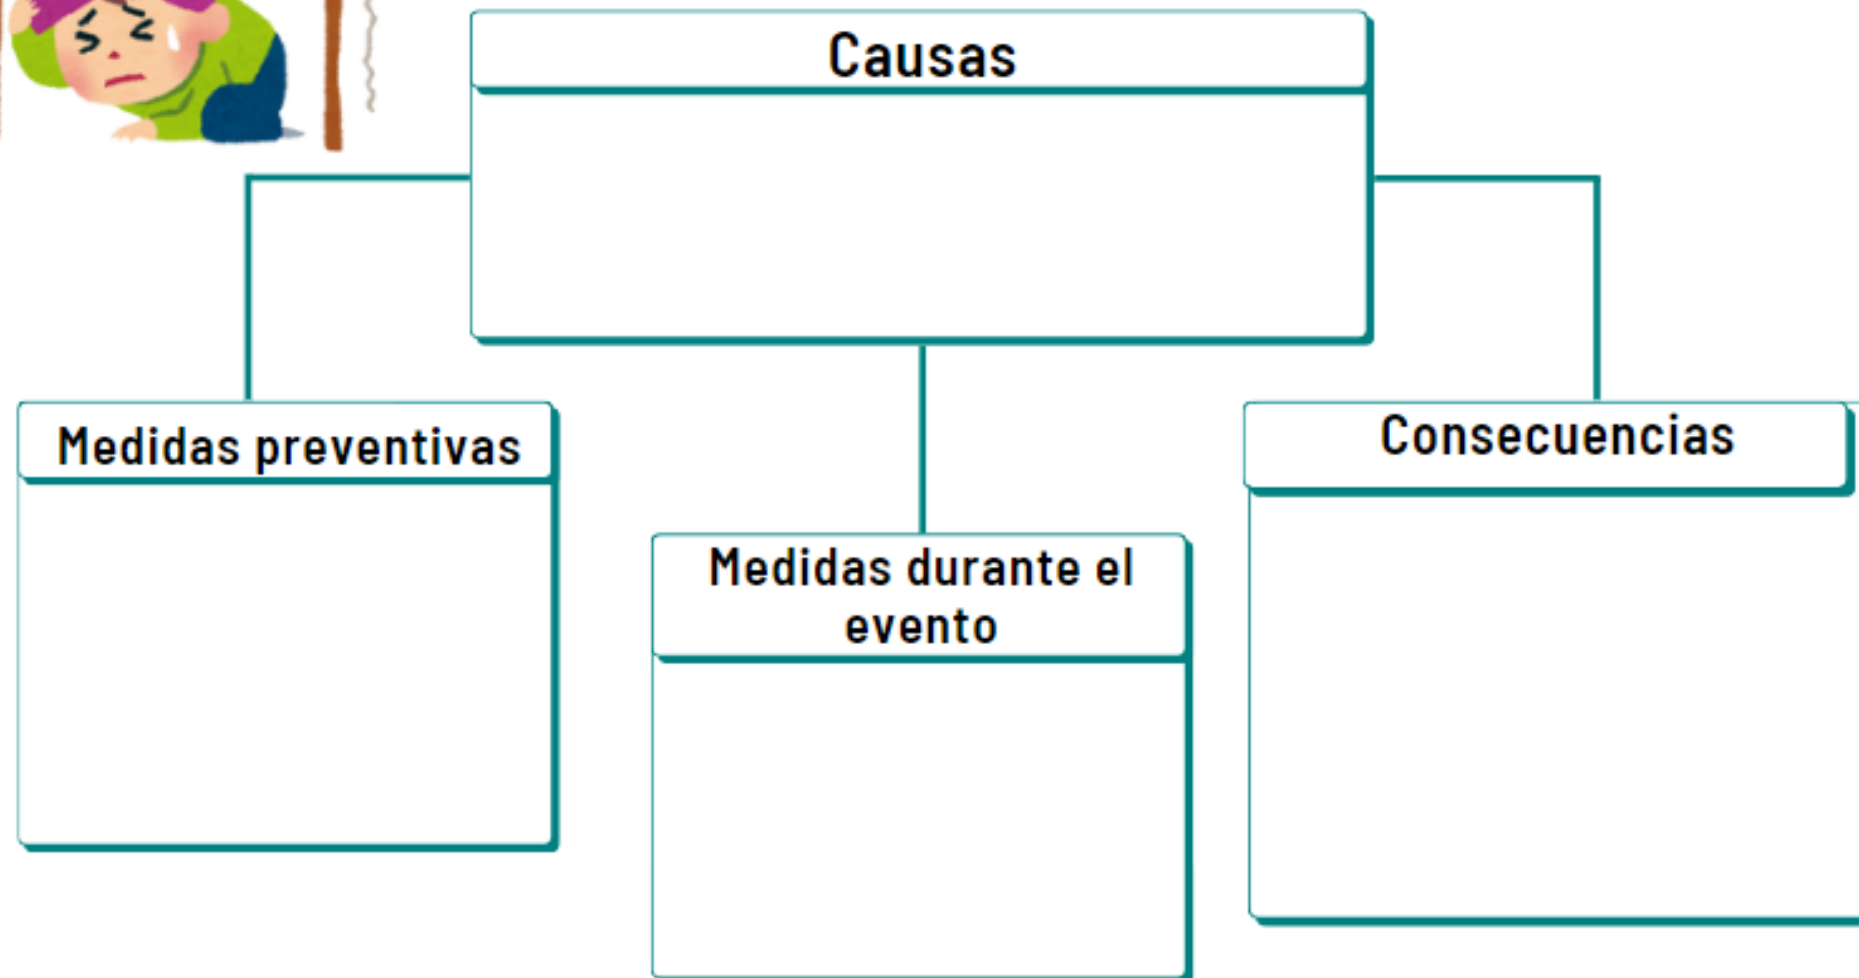 Causas
Medidas preventivas
Medidas durante el
evento
Consecuencias